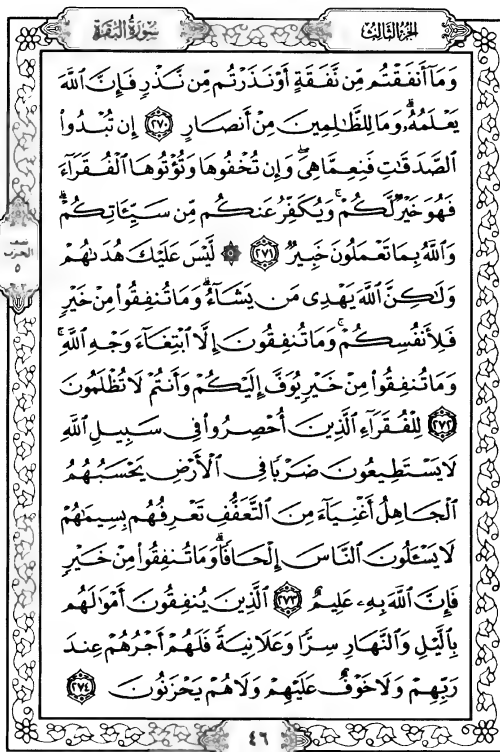 الجزء الثالث
سورة البقرة
وَمَآ أَنفَقْتُم مِّن نَّفَقَةٍ أَوْ نَذَرْتُم مِّن نَّذْرٍ فَإِنَّ ٱللَّهَ
يَعْلَمُهُۥ ۗ وَمَا لِلظَّٰلِمِينَ مِنْ أَنصَارٍ ٢٧٠ إِن تُبْدُوا۟
ٱلصَّدَقَٰتِ فَنِعِمَّا هِىَ ۖ وَإِن تُخْفُوهَا وَتُؤْتُوهَا ٱلْفُقَرَآءَ
فَهُوَ خَيْرٌ لَّكُمْ ۚ وَيُكَفِّرُ عَنكُم مِّن سَيِّـَٔاتِكُمْ ۗ
وَٱللَّهُ بِمَا تَعْمَلُونَ خَبِيرٌ ٢٧١ ۞ لَّيْسَ عَلَيْكَ هُدَىٰهُمْ
وَلَٰكِنَّ ٱللَّهَ يَهْدِى مَن يَشَآءُ ۗ وَمَا تُنفِقُوا۟ مِنْ خَيْرٍ
فَلِأَنفُسِكُمْ ۚ وَمَا تُنفِقُونَ إِلَّا ٱبْتِغَآءَ وَجْهِ ٱللَّهِ ۚ
وَمَا تُنفِقُوا۟ مِنْ خَيْرٍ يُوَفَّ إِلَيْكُمْ وَأَنتُمْ لَا تُظْلَمُونَ
٢٧٢ لِلْفُقَرَآءِ ٱلَّذِينَ أُحْصِرُوا۟ فِى سَبِيلِ ٱللَّهِ
لَا يَسْتَطِيعُونَ ضَرْبًا فِى ٱلْأَرْضِ يَحْسَبُهُمُ
ٱلْجَاهِلُ أَغْنِيَآءَ مِنَ ٱلتَّعَفُّفِ تَعْرِفُهُم بِسِيمَٰهُمْ
لَا يَسْـَٔلُونَ ٱلنَّاسَ إِلْحَافًا ۗ وَمَا تُنفِقُوا۟ مِنْ خَيْرٍ
فَإِنَّ ٱللَّهَ بِهِۦ عَلِيمٌ ٢٧٣ ٱلَّذِينَ يُنفِقُونَ أَمْوَٰلَهُم
بِٱلَّيْلِ وَٱلنَّهَارِ سِرًّا وَعَلَانِيَةً فَلَهُمْ أَجْرُهُمْ عِندَ
رَبِّهِمْ وَلَا خَوْفٌ عَلَيْهِمْ وَلَا هُمْ يَحْزَنُونَ ٢٧٤
نصف
الحزب
٥
٤٦